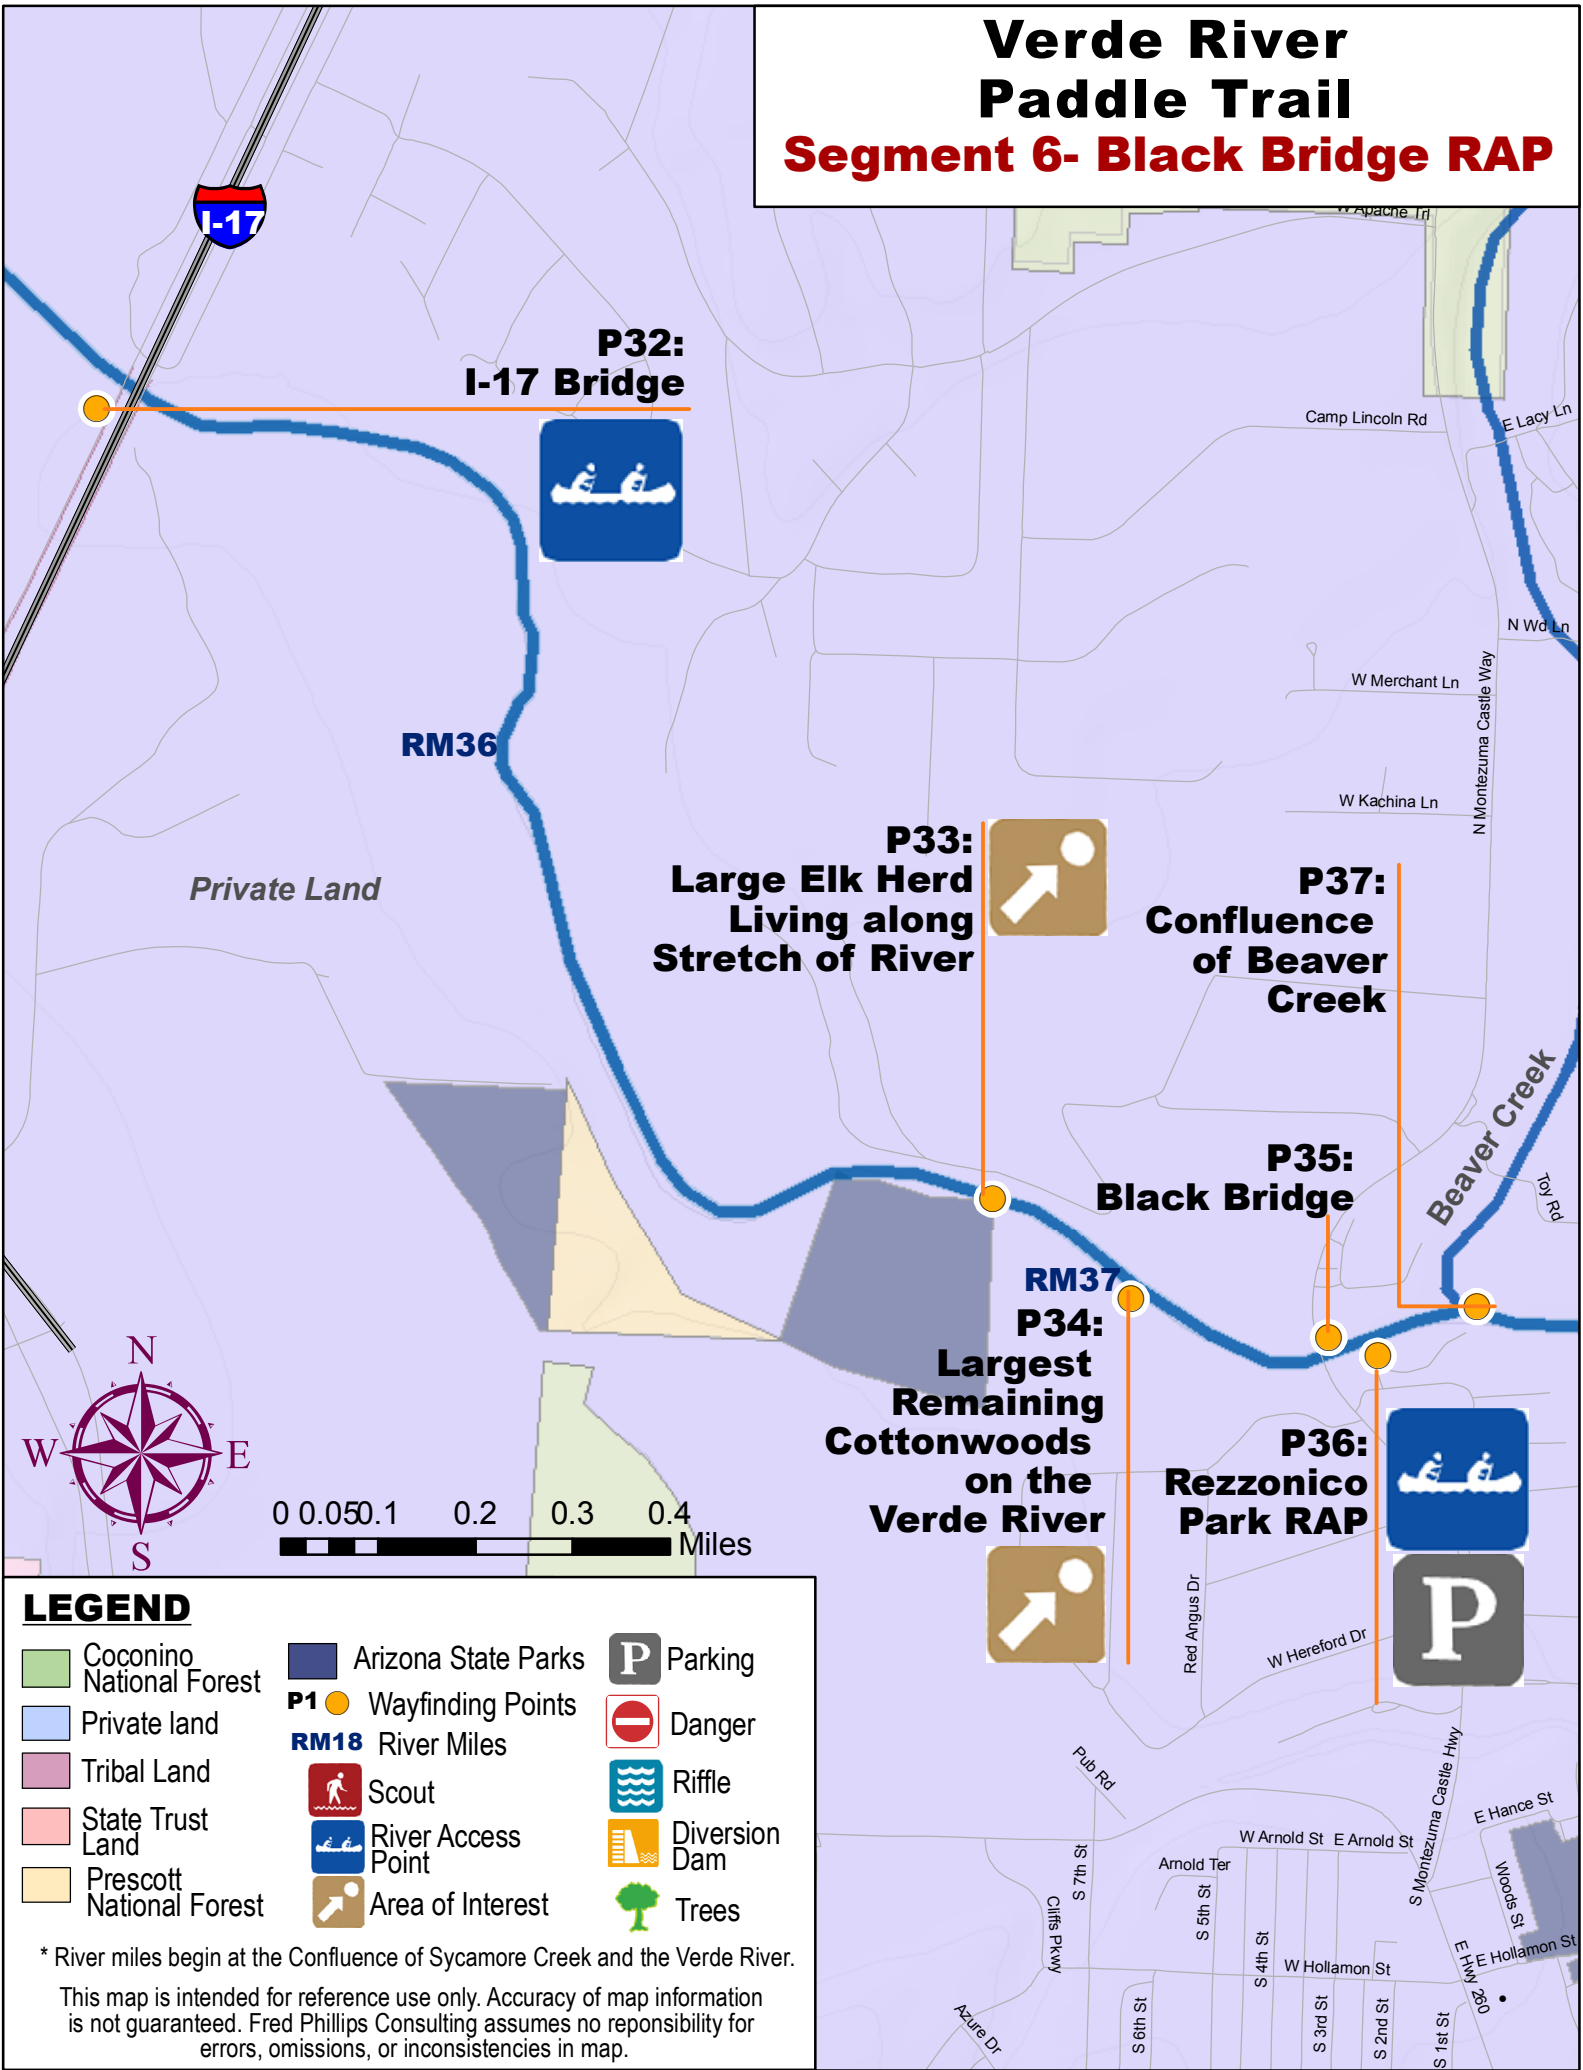 Verde River
Paddle Trail
Segment 6- Black Bridge RAP
W Apache Trl
I-17
P32:
I-17 Bridge
Camp Lincoln Rd
E Lacy Ln
N Wd Ln
W Merchant Ln
N Montezuma Castle Way
RM36
W Kachina Ln
Private Land
P33:
Large Elk Herd
Living along
Stretch of River
P37:
Confluence
of Beaver
Creek
Beaver Creek
Toy Rd
P35:
Black Bridge
RM37
P34:
Largest
Remaining
Cottonwoods
on the
Verde River
P36:
Rezzonico
Park RAP
P
N
W
E
S
0 0.050.1 0.2 0.3 0.4
Miles
Red Angus Dr
W Hereford Dr
Pub Rd
S Montezuma Castle Hwy
E Hance St
W Arnold St
E Arnold St
Arnold Ter
S 7th St
Cliffs Pkwy
S 5th St
S 4th St
Woods St
W Hollamon St
E Hollamon St
E Hwy 260
Azure Dr
S 6th St
S 3rd St
S 2nd St
S 1st St
LEGEND
Coconino
National Forest
Private land
Tribal Land
State Trust
Land
Prescott
National Forest
Arizona State Parks
P1 Wayfinding Points
RM18 River Miles
Scout
River Access
Point
Area of Interest
P Parking
Danger
Riffle
Diversion
Dam
Trees
* River miles begin at the Confluence of Sycamore Creek and the Verde River.
This map is intended for reference use only. Accuracy of map information
is not guaranteed. Fred Phillips Consulting assumes no reponsibility for
errors, omissions, or inconsistencies in map.